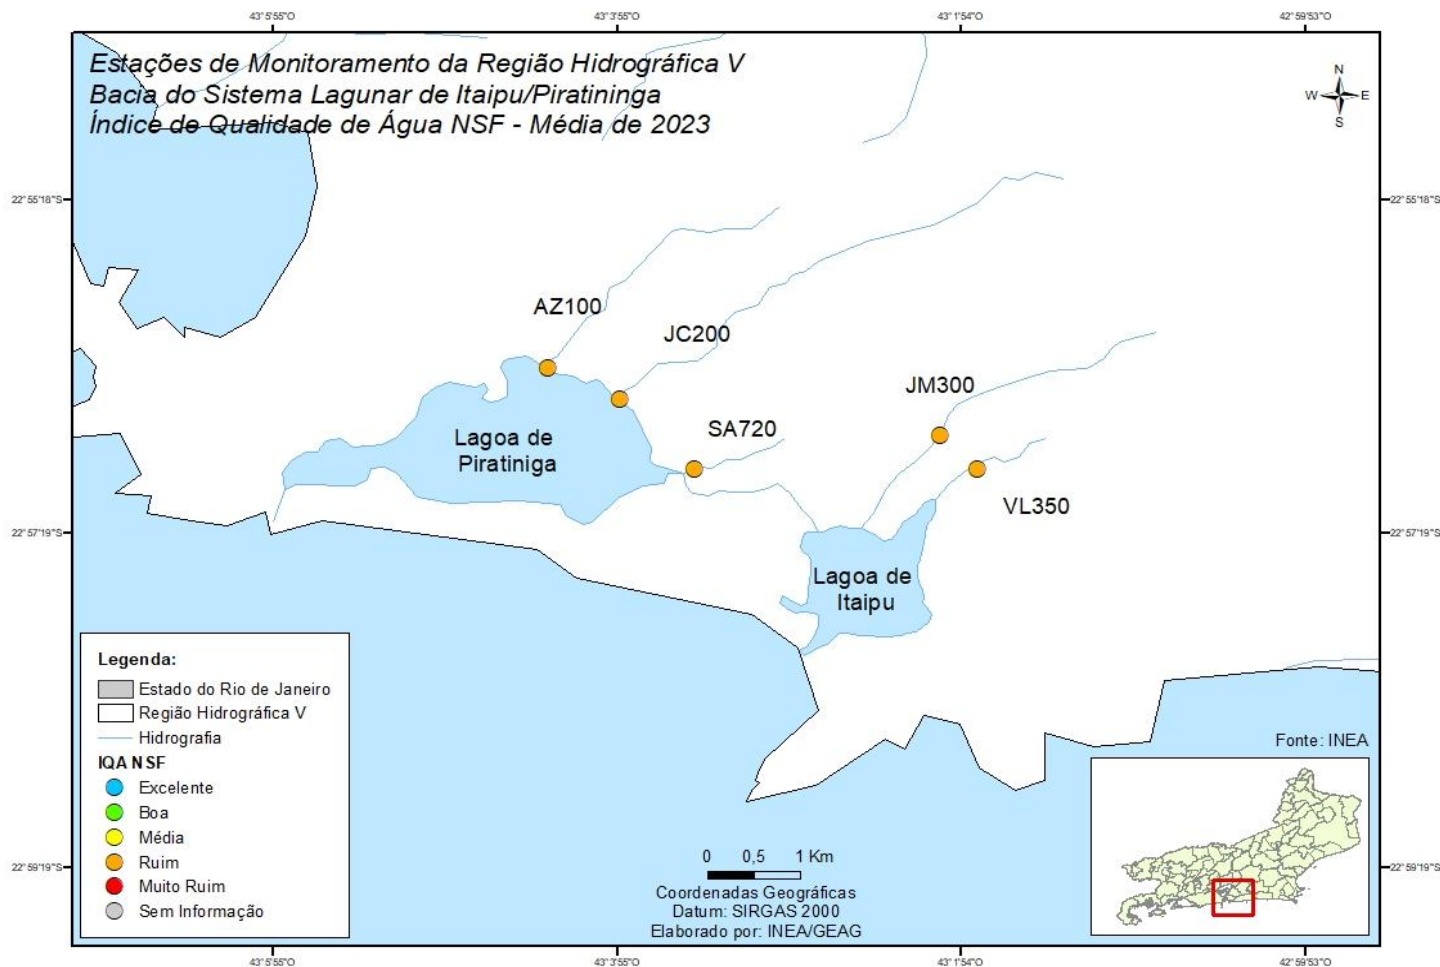 43°5'55"O
43°3'55"O
43°1'54"O
42°59'53"O
Estações de Monitoramento da Região Hidrográfica V
Bacia do Sistema Lagunar de Itaipu/Piratininga
Índice de Qualidade de Água NSF - Média de 2023
N
W
E
S
22°55'18"S
22°55'18"S
AZ100
JC200
JM300
SA720
Lagoa de
Piratiniga
VL350
22°57'19"S
22°57'19"S
Lagoa de
Itaipu
Legenda:
Estado do Rio de Janeiro
Região Hidrográfica V
Hidrografia
IQA NSF
Excelente
Boa
Média
Ruim
Muito Ruim
Sem Informação
Fonte: INEA
22°59'19"S
22°59'19"S
0 0,5 1 Km
Coordenadas Geográficas
Datum: SIRGAS 2000
Elaborado por: INEA/GEAG
43°5'55"O
43°3'55"O
43°1'54"O
42°59'53"O